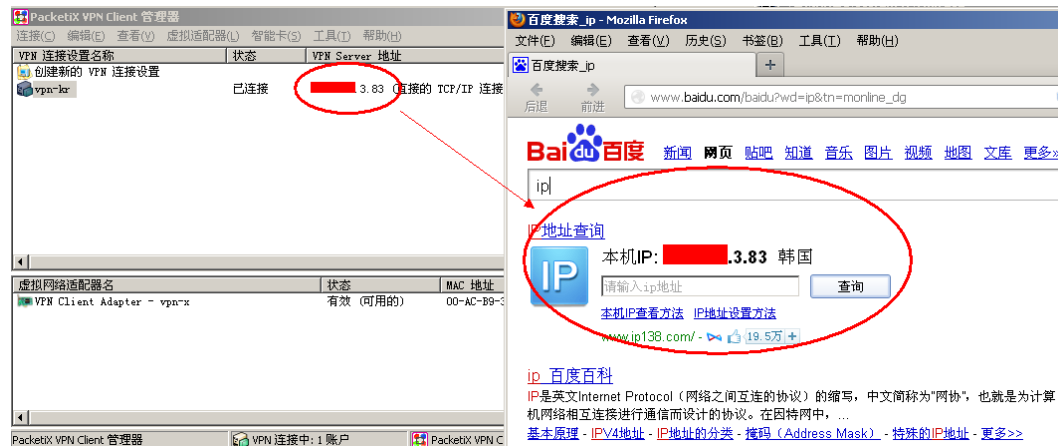 PacketiX VPN Client 管理器
连接(C) 编辑(E) 查看(V) 虚拟适配器(L) 智能卡(S) 工具(T) 帮助(H)
VPN 连接设置名称 状态 VPN Server 地址
创建新的 VPN 连接设置
vpn-kr 已连接 .3.83 (直接的 TCP/IP 连接
虚拟网络适配器名 状态 MAC 地址
VPN Client Adapter - vpn-x 有效 (可用的) 00-AC-B9-3
PacketiX VPN Client 管理器 VPN 连接中: 1 账户 PacketiX VPN C
百度搜索_ip - Mozilla Firefox
文件(F) 编辑(E) 查看(V) 历史(S) 书签(B) 工具(T) 帮助(H)
百度搜索_ip +
后退 前进 www.baidu.com/baidu?wd=ip&tn=monline_dg
Bai du 百度 新闻 网页 贴吧 知道 音乐 图片 视频 地图 文库 更多»
ip
IP地址查询
IP 本机IP: .3.83 韩国
请输入ip地址 查询
本机IP查看方法 IP地址设置方法
www.ip138.com/ - 19.5万 +
ip_百度百科
IP是英文Internet Protocol（网络之间互连的协议）的缩写，中文简称为"网协"，也就是为计算
机网络相互连接进行通信而设计的协议。在因特网中，...
基本原理 - IPV4地址 - IP地址的分类 - 掩码（Address Mask） - 特殊的IP地址 - 更多>>